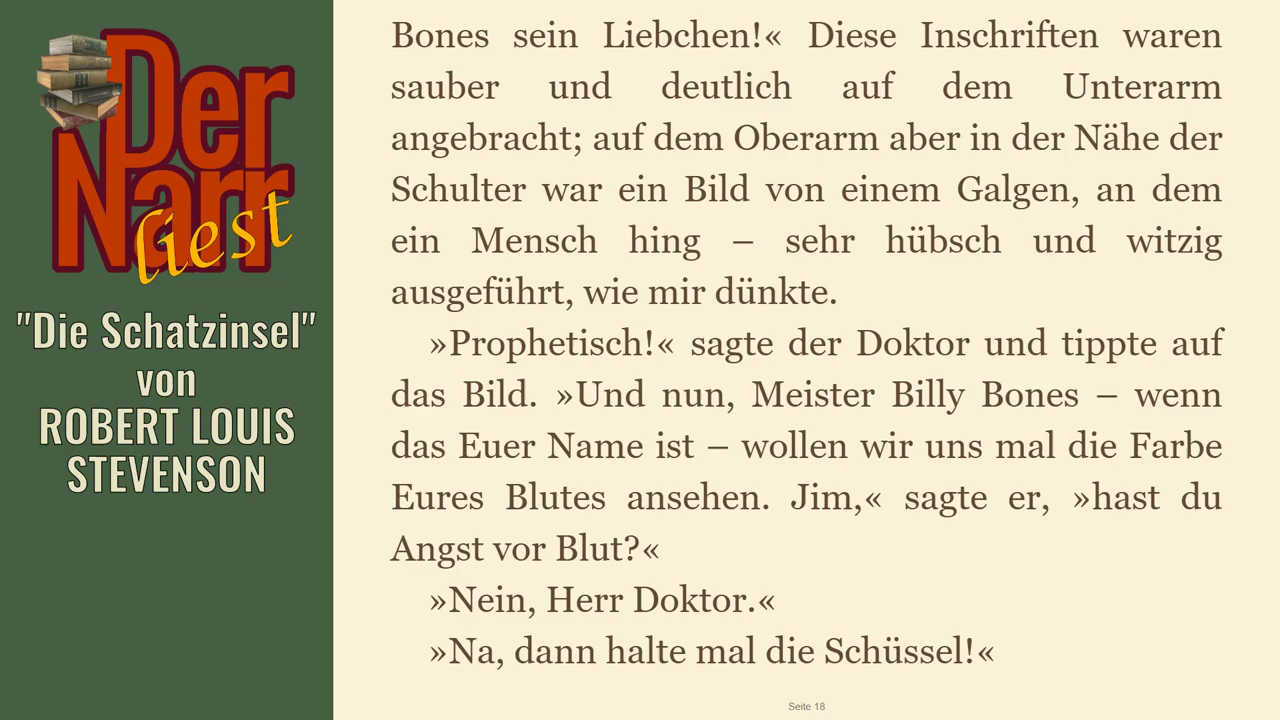 Der
Narr
liest
"Die Schatzinsel"
von
ROBERT LOUIS
STEVENSON
Bones sein Liebchen!« Diese Inschriften waren
sauber und deutlich auf dem Unterarm
angebracht; auf dem Oberarm aber in der Nähe der
Schulter war ein Bild von einem Galgen, an dem
ein Mensch hing – sehr hübsch und witzig
ausgeführt, wie mir dünkte.
»Prophetisch!« sagte der Doktor und tippte auf
das Bild. »Und nun, Meister Billy Bones – wenn
das Euer Name ist – wollen wir uns mal die Farbe
Eures Blutes ansehen. Jim,« sagte er, »hast du
Angst vor Blut?«
»Nein, Herr Doktor.«
»Na, dann halte mal die Schüssel!«
Seite 18